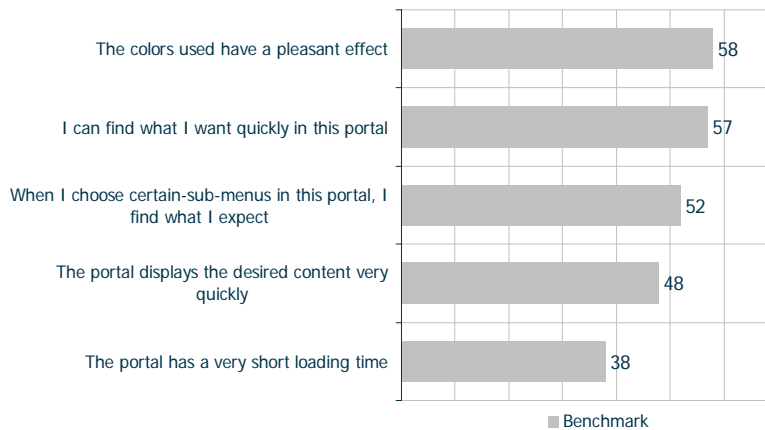 The colors used have a pleasant effect
58
I can find what I want quickly in this portal
57
When I choose certain-sub-menus in this portal, I
find what I expect
52
The portal displays the desired content very
quickly
48
The portal has a very short loading time
38
Benchmark